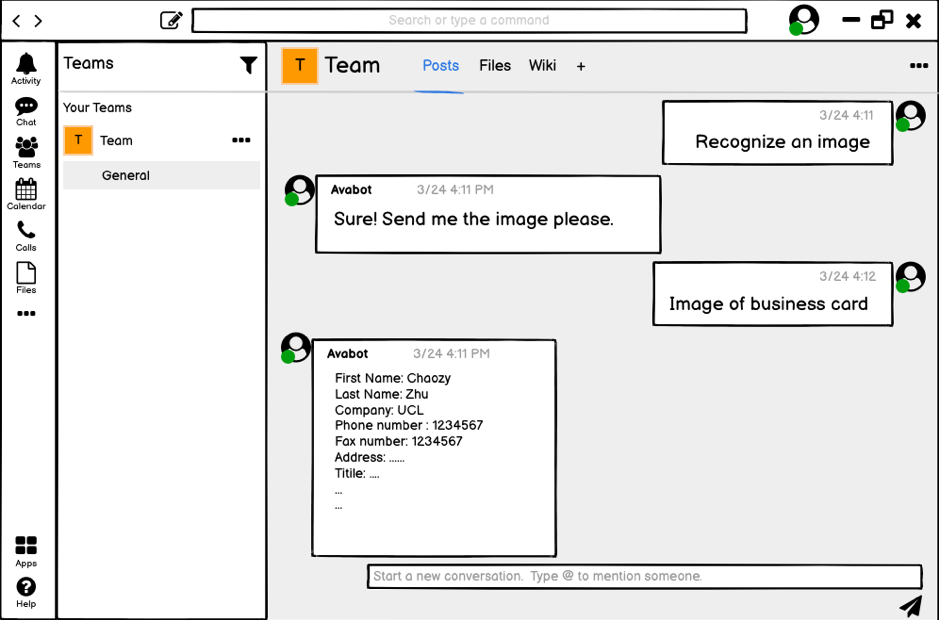 Search or type a command
Activity
Chat
Teams
Calendar
Calls
Files
Apps
Help
Teams
Your Teams
T Team
General
T Team Posts Files Wiki +
3/24 4:11
Recognize an image
Avabot 3/24 4:11 PM
Sure! Send me the image please.
3/24 4:12
Image of business card
Avabot 3/24 4:11 PM
First Name: Chaozy
Last Name: Zhu
Company: UCL
Phone number : 1234567
Fax number: 1234567
Address: ......
Titile: ....
...
...
Start a new conversation. Type @ to mention someone.